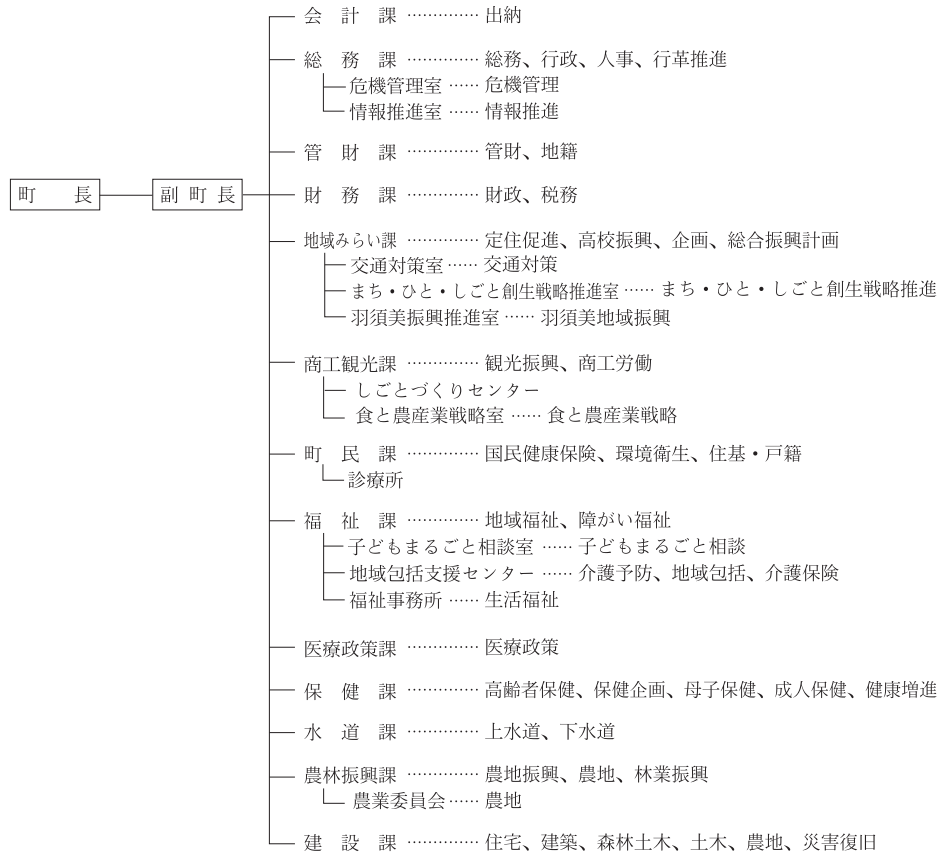 会計課 ………… 出納
総務課 ………… 総務、行政、人事、行革推進
危機管理室 …… 危機管理
情報推進室 …… 情報推進
管財課 ………… 管財、地籍
町長
副町長
財務課 ………… 財政、税務
地域みらい課 ………… 定住促進、高校振興、企画、総合振興計画
交通対策室 …… 交通対策
まち・ひと・しごと創生戦略推進室 …… まち・ひと・しごと創生戦略推進
羽須美振興推進室 …… 羽須美地域振興
商工観光課 ………… 観光振興、商工労働
しごとづくりセンター
食と農産業戦略室 …… 食と農産業戦略
町民課 ………… 国民健康保険、環境衛生、住基・戸籍
診療所
福祉課 ………… 地域福祉、障がい福祉
子どもまるごと相談室 …… 子どもまるごと相談
地域包括支援センター …… 介護予防、地域包括、介護保険
福祉事務所 …… 生活福祉
医療政策課 ………… 医療政策
保健課 ………… 高齢者保健、保健企画、母子保健、成人保健、健康増進
水道課 ………… 上水道、下水道
農林振興課 ………… 農地振興、農地、林業振興
農業委員会 …… 農地
建設課 ………… 住宅、建築、森林土木、土木、農地、災害復旧